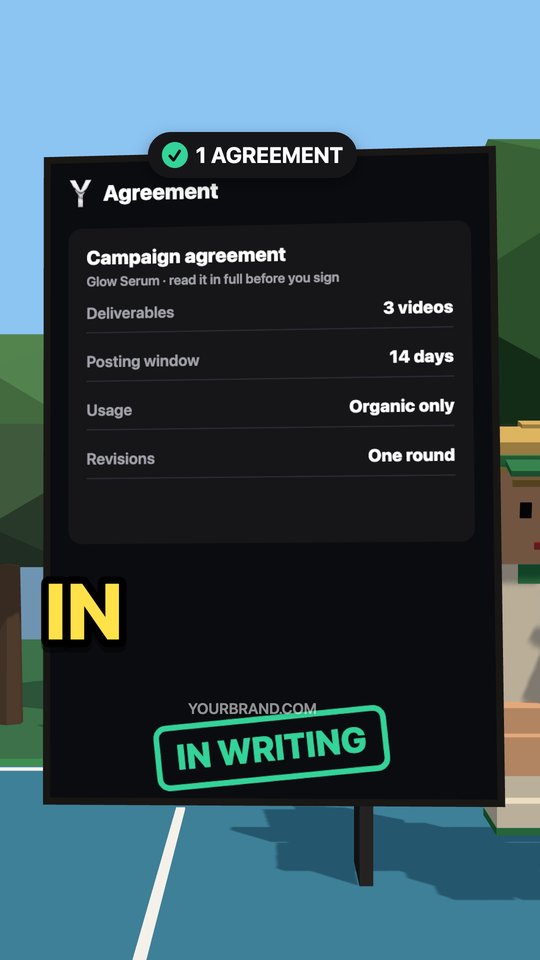 1 AGREEMENT
Agreement
Campaign agreement
Glow Serum · read it in full before you sign
Deliverables 3 videos
Posting window 14 days
Usage Organic only
Revisions One round
IN
YOURBRAND.COM
IN WRITING